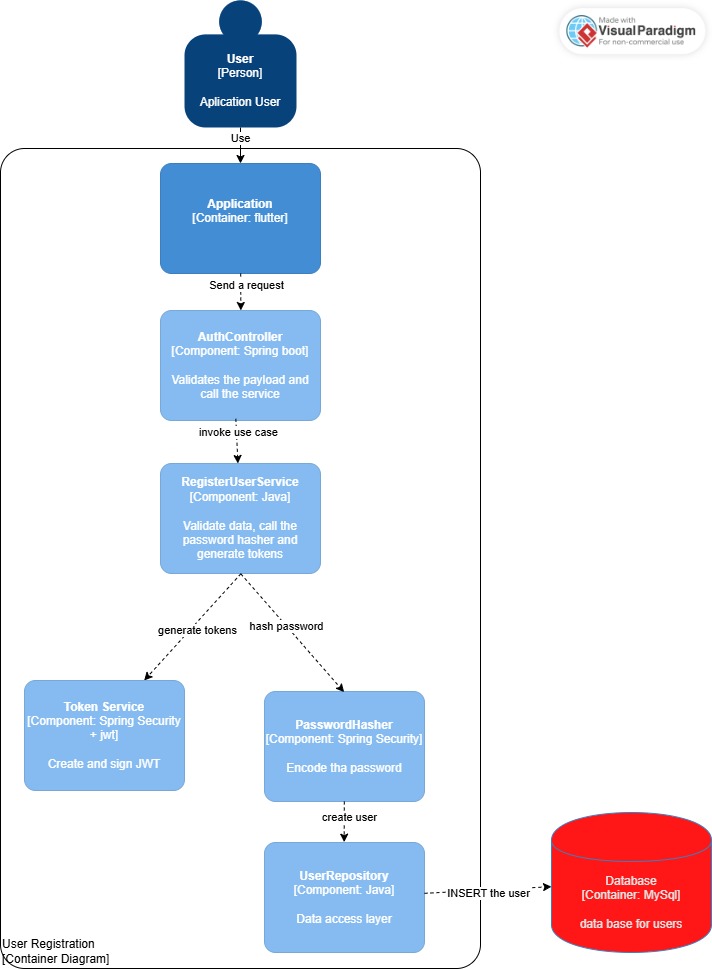 Made with
VisualParadigm
For non-commercial use
User
[Person]
Aplication User
Use
Application
[Container: flutter]
Send a request
AuthController
[Component: Spring boot]
Validates the payload and
call the service
invoke use case
RegisterUserService
[Component: Java]
Validate data, call the
password hasher and
generate tokens
generate tokens
hash password
Token Service
[Component: Spring Security
+ jwt]
Create and sign JWT
PasswordHasher
[Component: Spring Security]
Encode tha password
create user
UserRepository
[Component: Java]
Data access layer
INSERT the user
Database
[Container: MySql]
data base for users
User Registration
[Container Diagram]